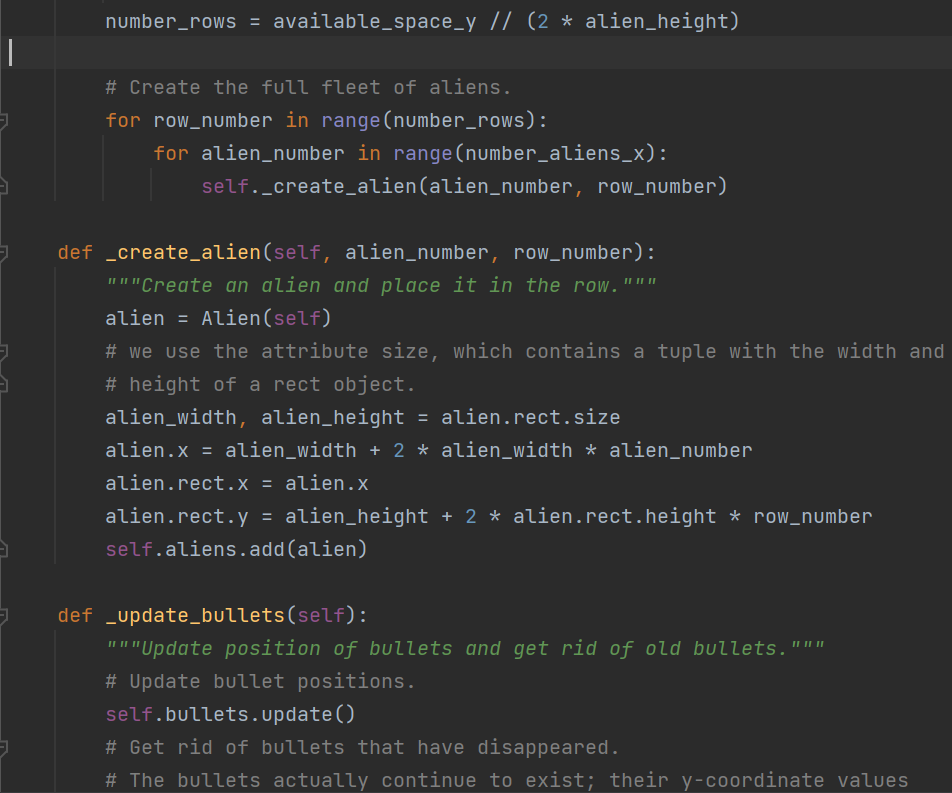 number_rows = available_space_y // (2 * alien_height)
# Create the full fleet of aliens.
for row_number in range(number_rows):
for alien_number in range(number_aliens_x):
self._create_alien(alien_number, row_number)
def _create_alien(self, alien_number, row_number):
"""Create an alien and place it in the row."""
alien = Alien(self)
# we use the attribute size, which contains a tuple with the width and
# height of a rect object.
alien_width, alien_height = alien.rect.size
alien.x = alien_width + 2 * alien_width * alien_number
alien.rect.x = alien.x
alien.rect.y = alien_height + 2 * alien.rect.height * row_number
self.aliens.add(alien)
def _update_bullets(self):
"""Update position of bullets and get rid of old bullets."""
# Update bullet positions.
self.bullets.update()
# Get rid of bullets that have disappeared.
# The bullets actually continue to exist; their y-coordinate values